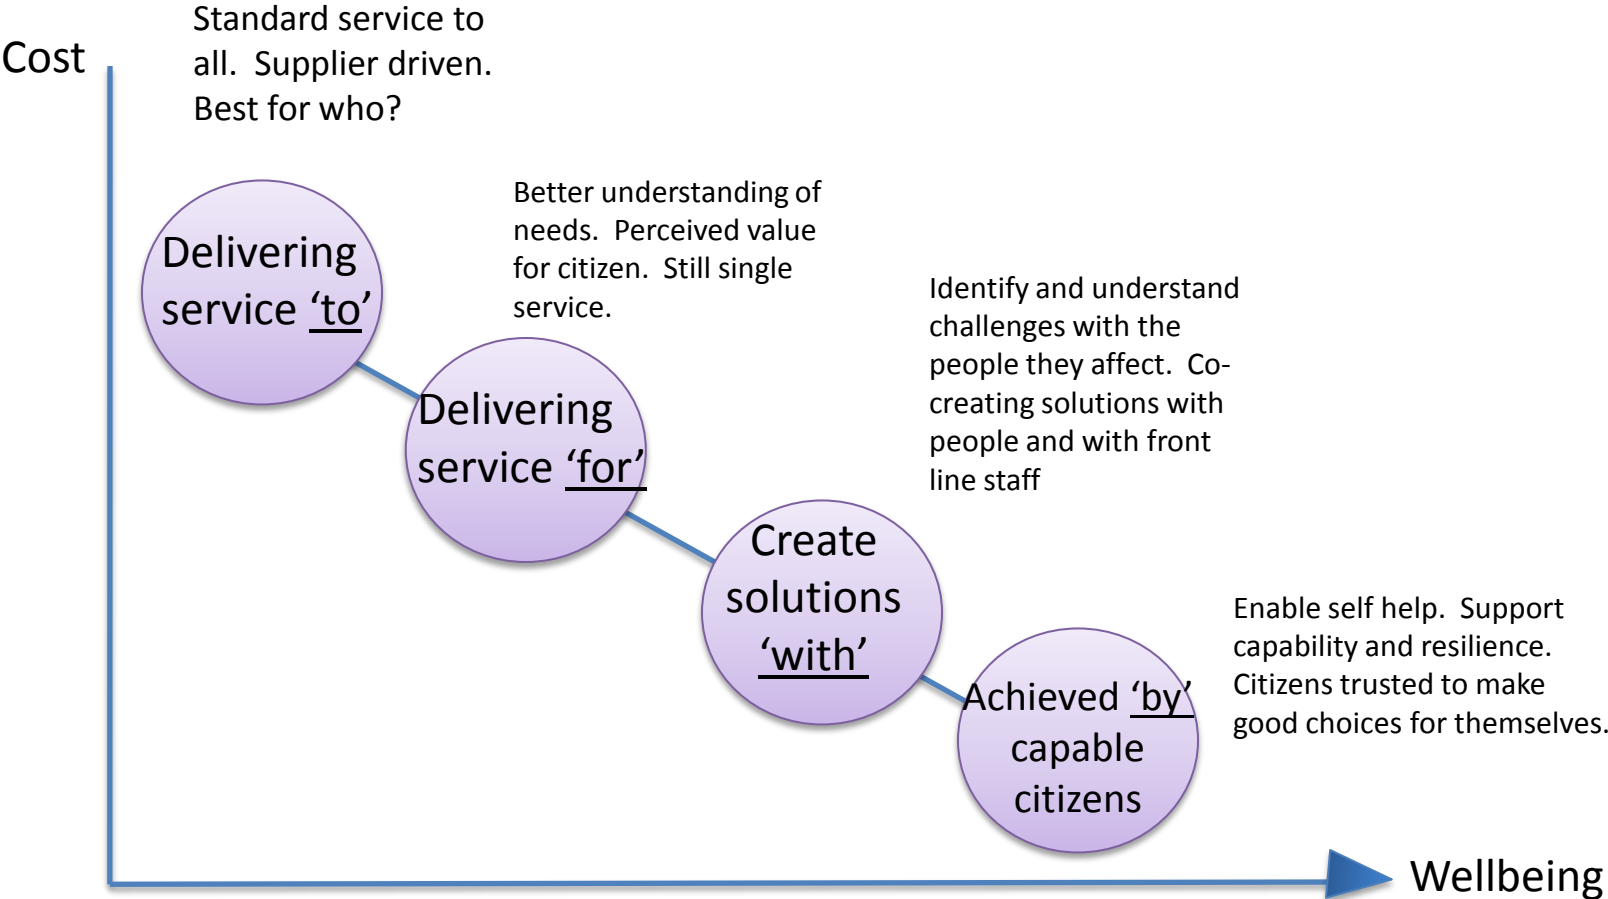 Cost
Standard service to
all.  Supplier driven.
Best for who?
Delivering
service ‘to’
Better understanding of
needs.  Perceived value
for citizen.  Still single
service.
Delivering
service ‘for’
Identify and understand
challenges with the
people they affect.  Co-
creating solutions with
people and with front
line staff
Create
solutions
‘with’
Enable self help.  Support
capability and resilience.
Citizens trusted to make
good choices for themselves.
Achieved ‘by’
capable
citizens
Wellbeing